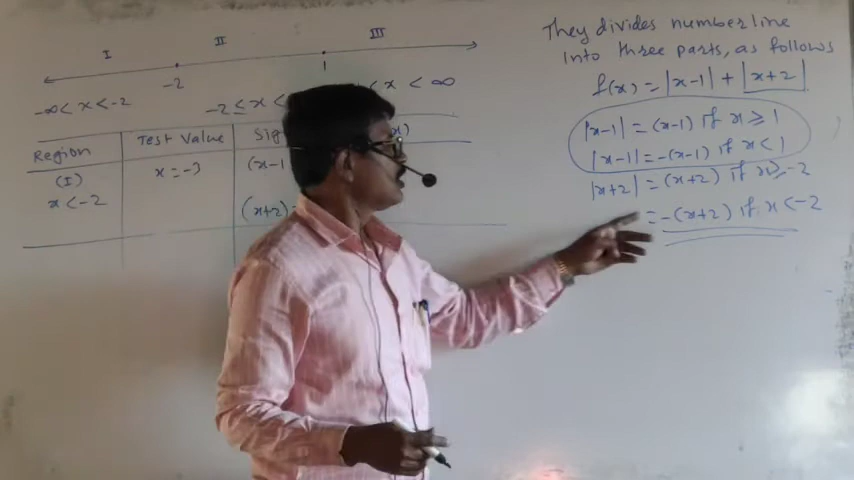 I II III
-2 1
-∞ < x < -2 -2 ≤ x < < x < ∞
Region Test Value x)
(I) x = -3 (x-1
x < -2 (x+2) =
They divides number line
into three parts, as follows
f(x) = |x-1| + |x+2|
|x-1| = (x-1) if x ≥ 1
|x-1| = -(x-1) if x < 1
|x+2| = (x+2) if x ≥ -2
= -(x+2) if x < -2